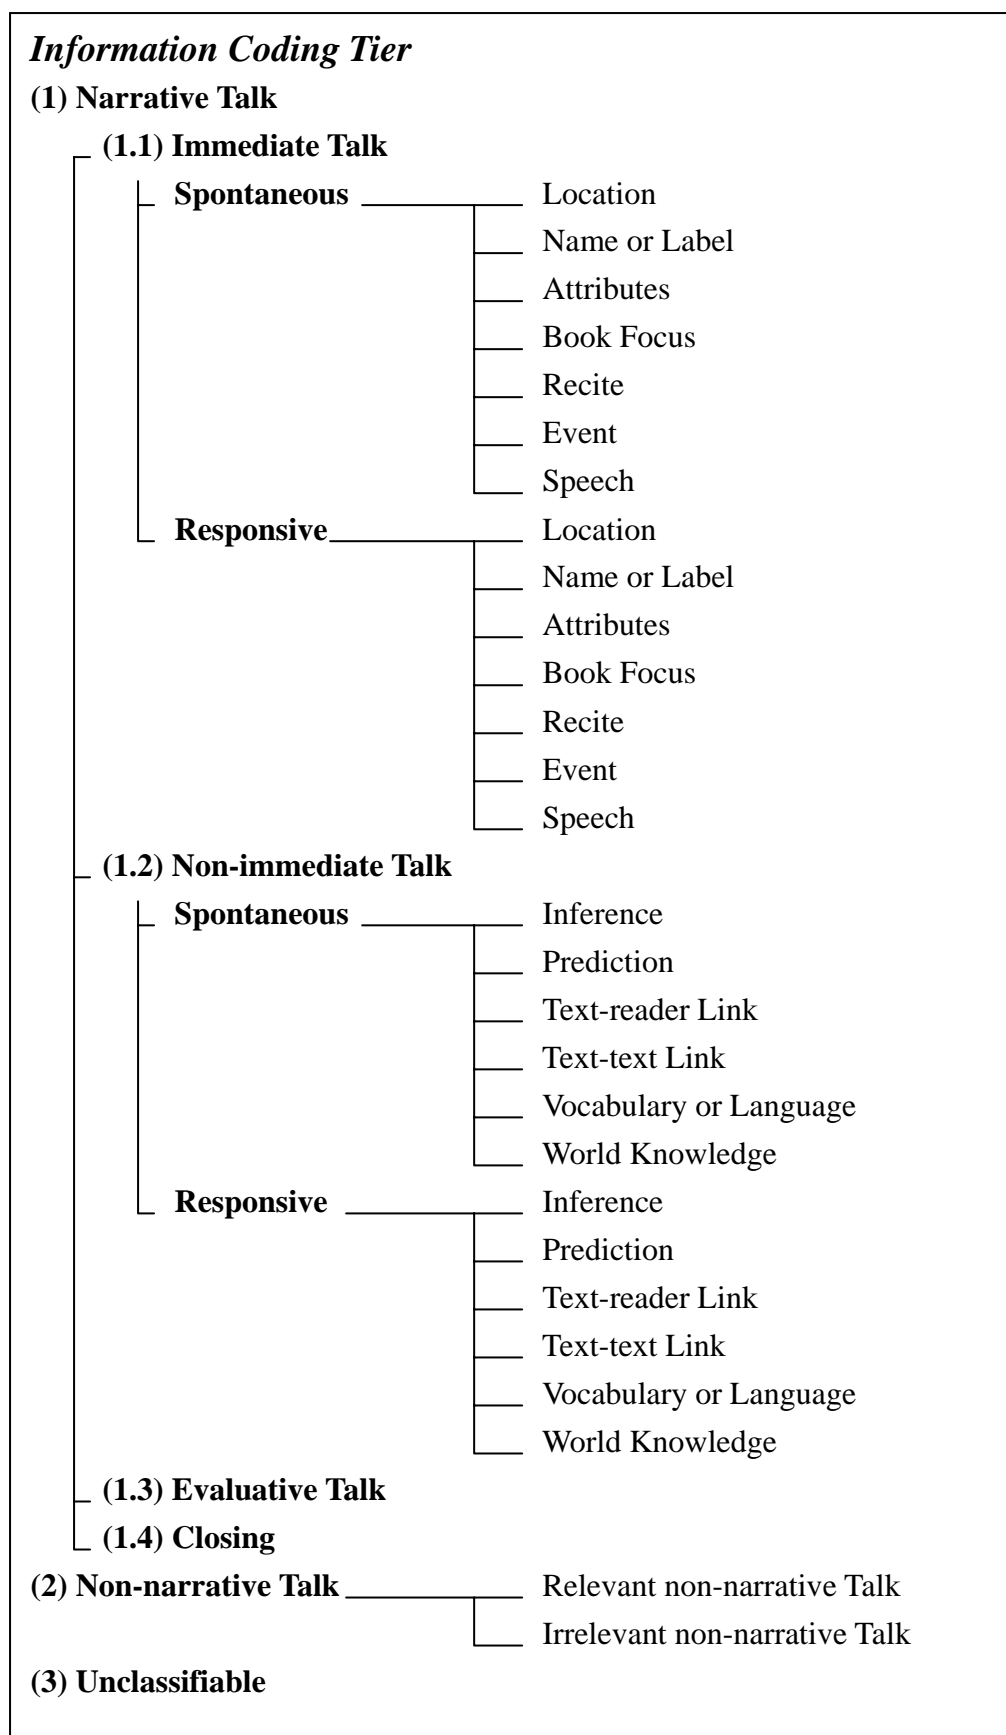 Information Coding Tier
(1) Narrative Talk
(1.1) Immediate Talk
Spontaneous Location
Name or Label
Attributes
Book Focus
Recite
Event
Speech
Responsive Location
Name or Label
Attributes
Book Focus
Recite
Event
Speech
(1.2) Non-immediate Talk
Spontaneous Inference
Prediction
Text-reader Link
Text-text Link
Vocabulary or Language
World Knowledge
Responsive Inference
Prediction
Text-reader Link
Text-text Link
Vocabulary or Language
World Knowledge
(1.3) Evaluative Talk
(1.4) Closing
(2) Non-narrative Talk Relevant non-narrative Talk
Irrelevant non-narrative Talk
(3) Unclassifiable